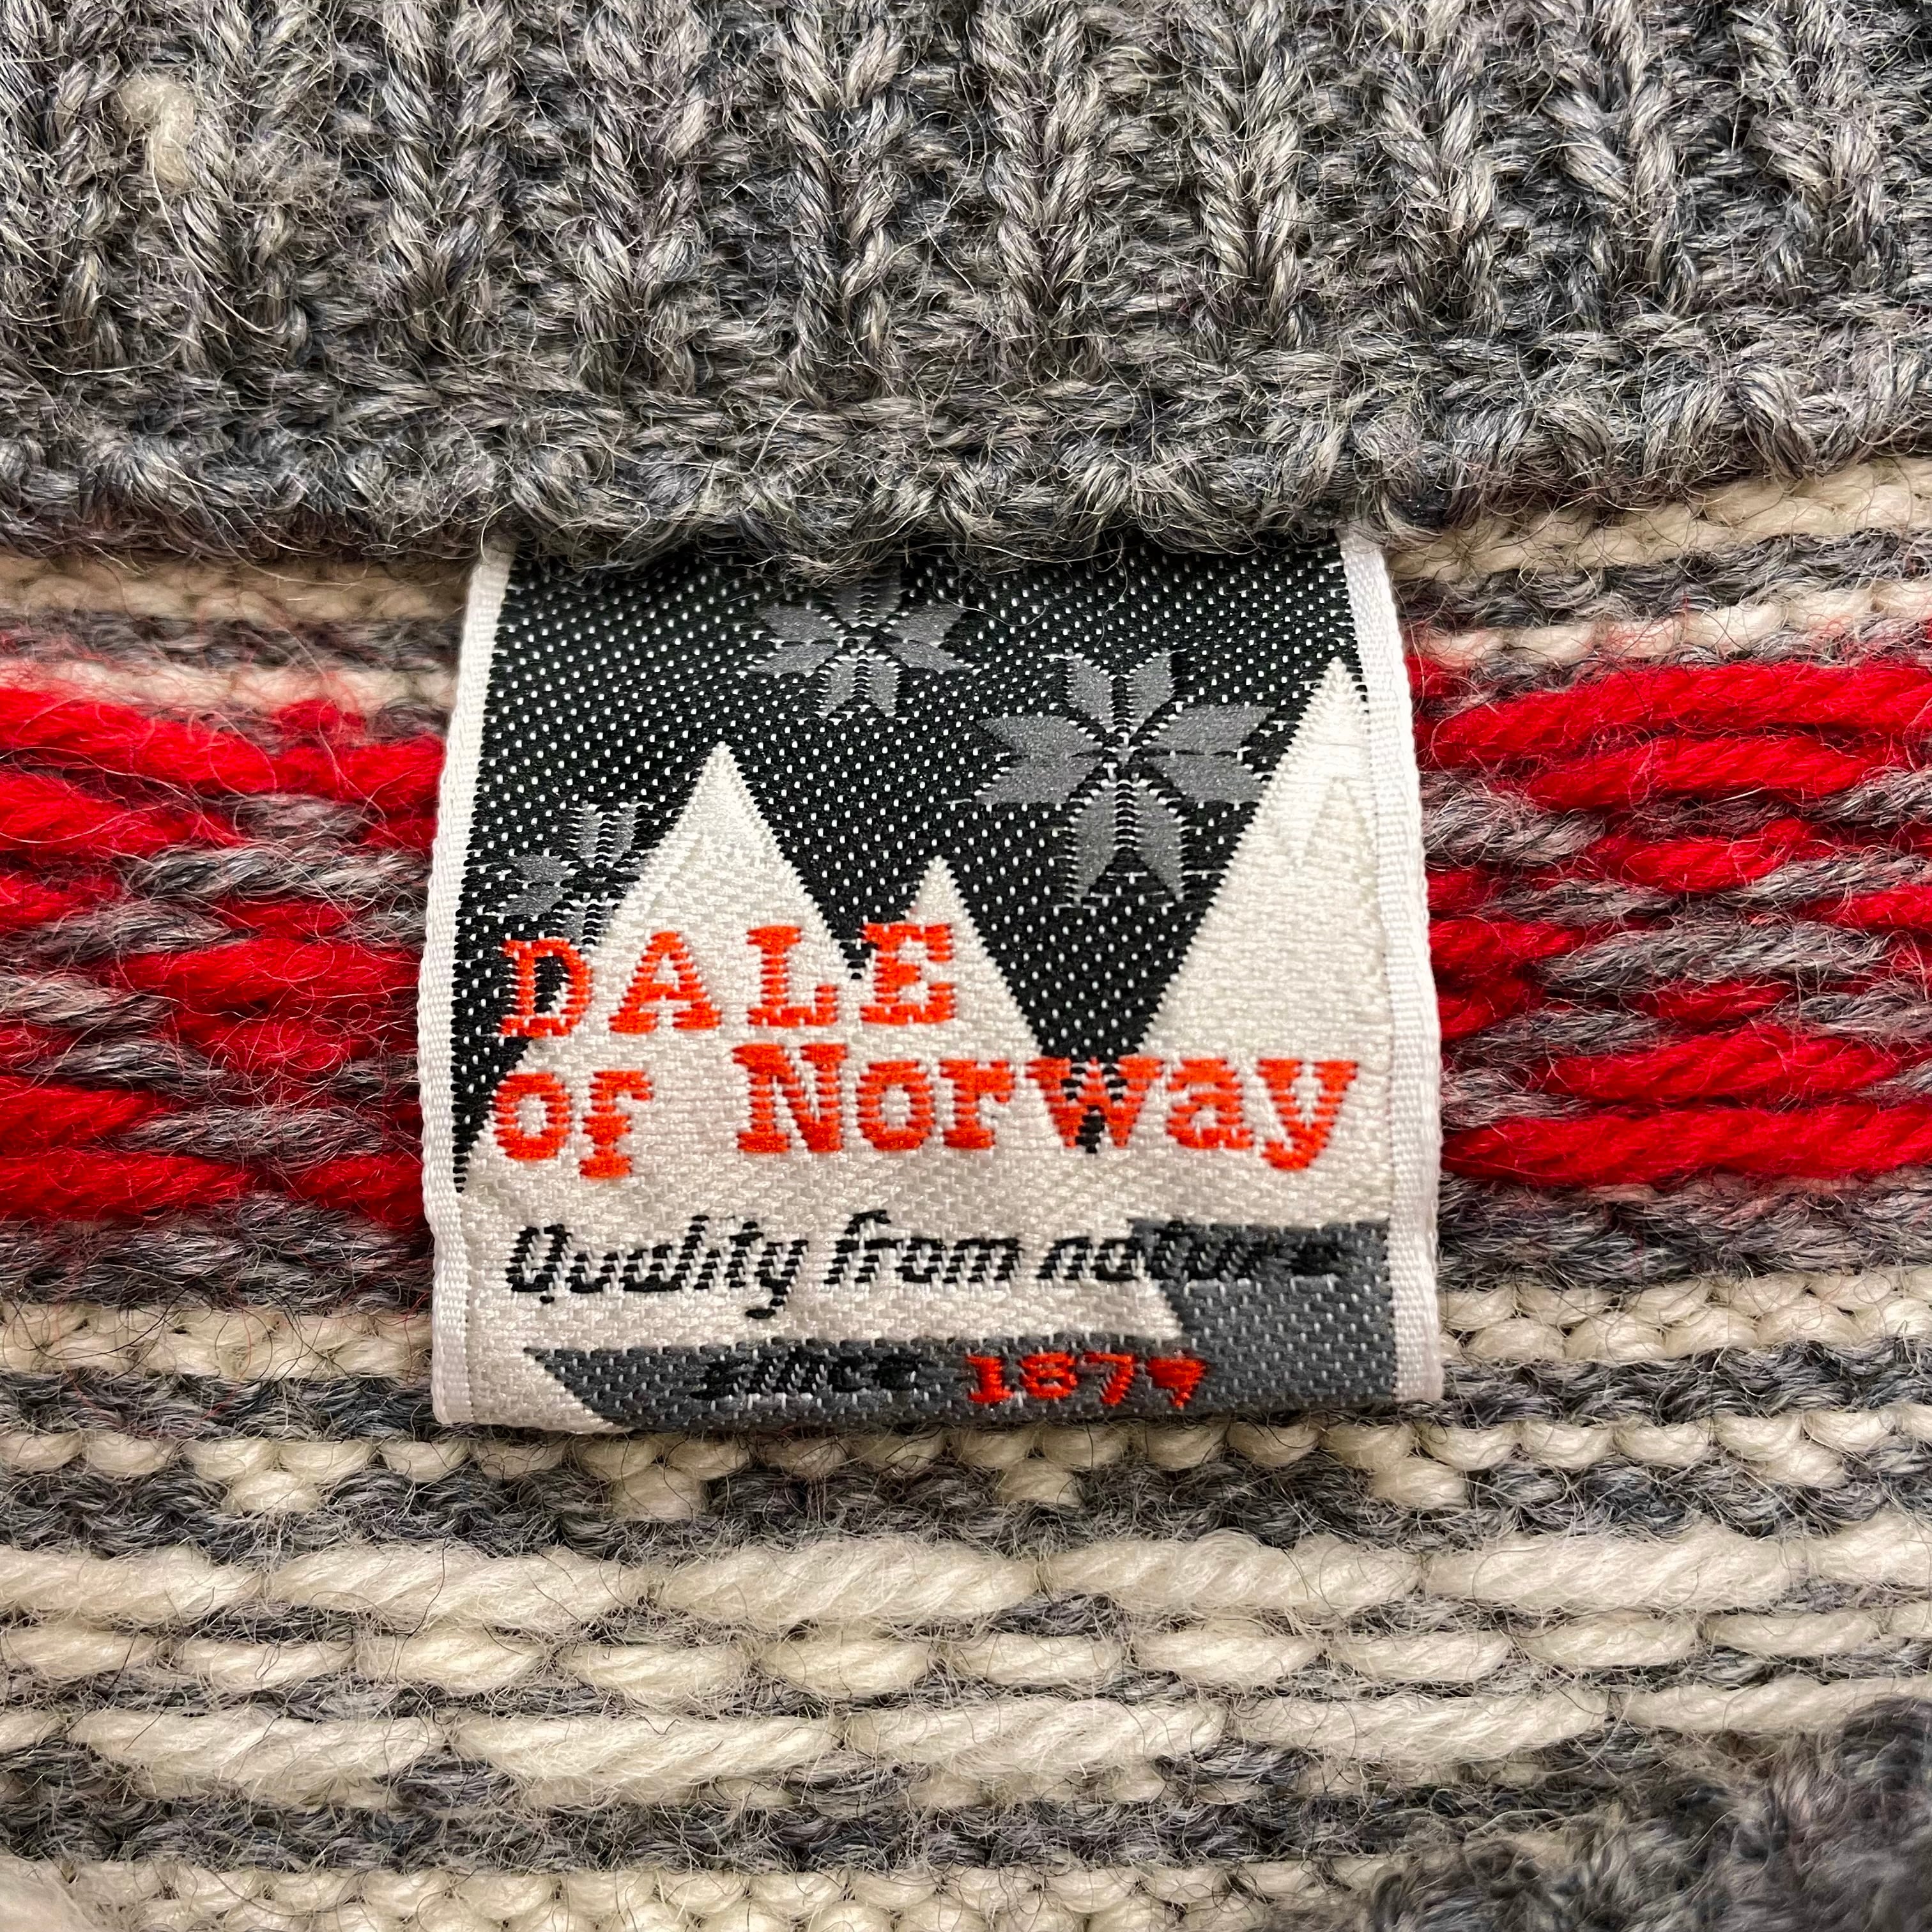 DALE
of Norway
Quality from nature
since 1879